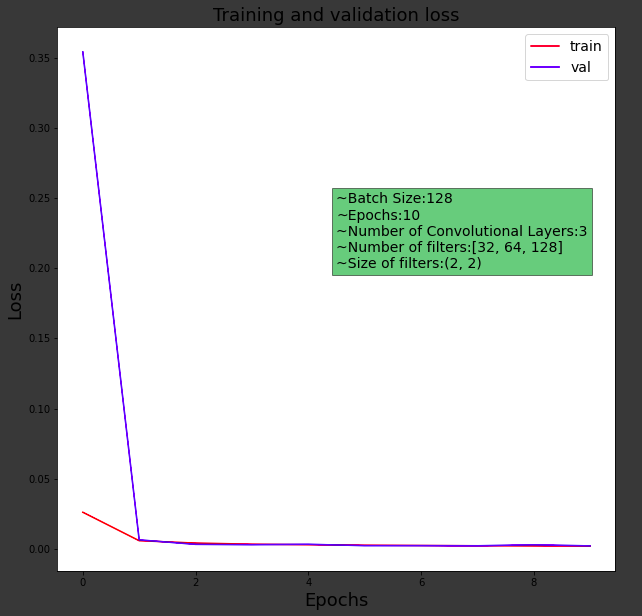 Training and validation loss
train
val
0.35
0.30
0.25
0.20
0.15
0.10
0.05
0.00
~Batch Size:128
~Epochs:10
~Number of Convolutional Layers:3
~Number of filters:[32, 64, 128]
~Size of filters:(2, 2)
Loss
0 2 4 6 8
Epochs